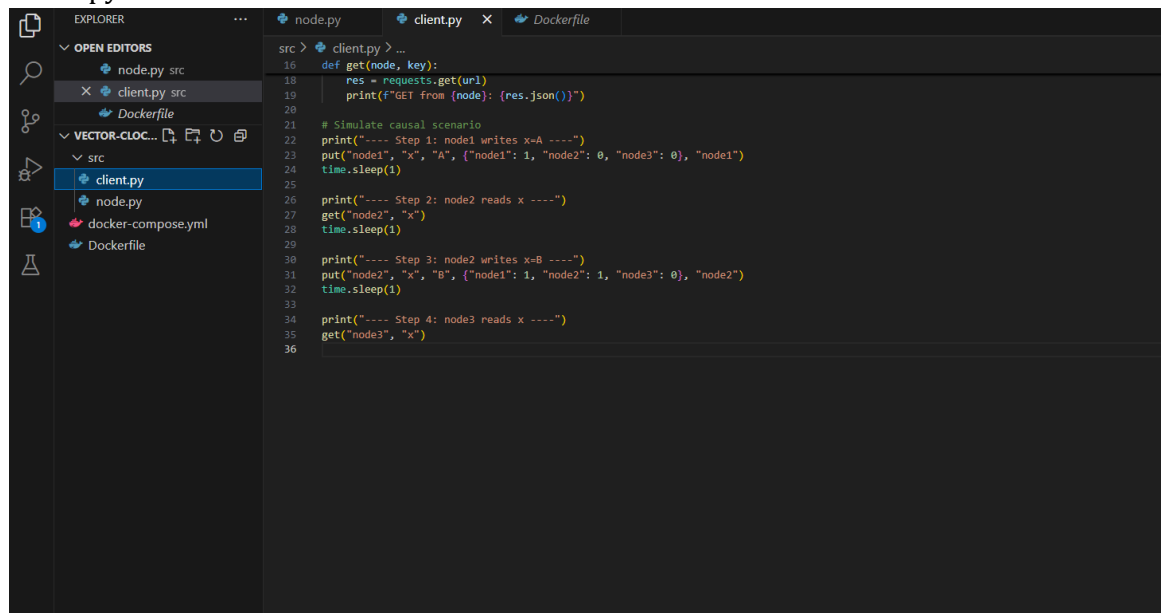 EXPLORER
OPEN EDITORS
node.py src
client.py src
Dockerfile
VECTOR-CLOC...
src
client.py
node.py
docker-compose.yml
Dockerfile
1
node.py
client.py
Dockerfile
src > client.py > ...
16 def get(node, key):
18 res = requests.get(url)
19 print(f"GET from {node}: {res.json()}")
20
21 # Simulate causal scenario
22 print("---- Step 1: node1 writes x=A ----")
23 put("node1", "x", "A", {"node1": 1, "node2": 0, "node3": 0}, "node1")
24 time.sleep(1)
25
26 print("---- Step 2: node2 reads x ----")
27 get("node2", "x")
28 time.sleep(1)
29
30 print("---- Step 3: node2 writes x=B ----")
31 put("node2", "x", "B", {"node1": 1, "node2": 1, "node3": 0}, "node2")
32 time.sleep(1)
33
34 print("---- Step 4: node3 reads x ----")
35 get("node3", "x")
36